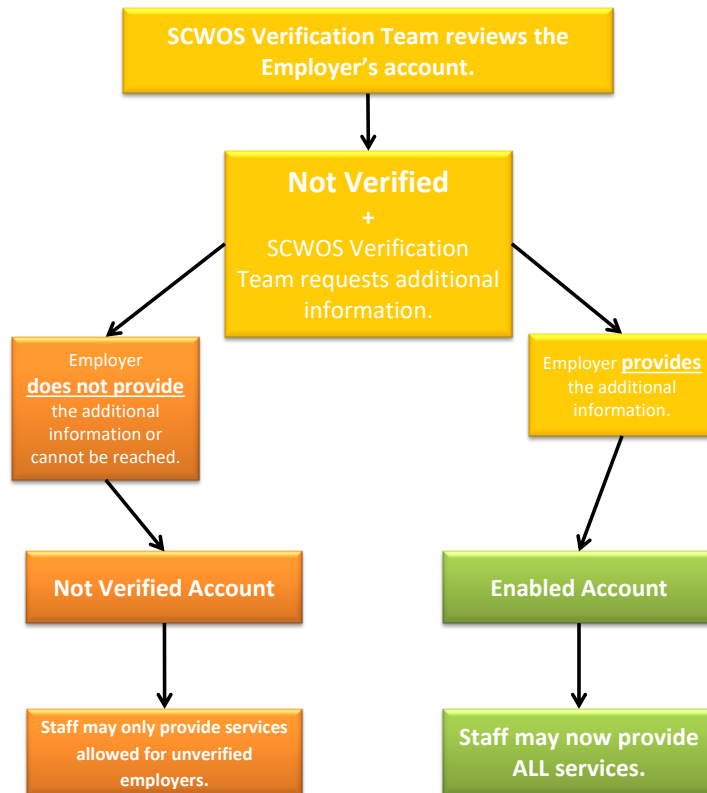 SCWOS Verification Team reviews the
Employer’s account.
Not Verified
+
SCWOS Verification
Team requests additional
information.
Employer
does not provide
the additional
information or
cannot be reached.
Employer provides
the additional
information.
Not Verified Account
Enabled Account
Staff may only provide services
allowed for unverified
employers.
Staff may now provide
ALL services.